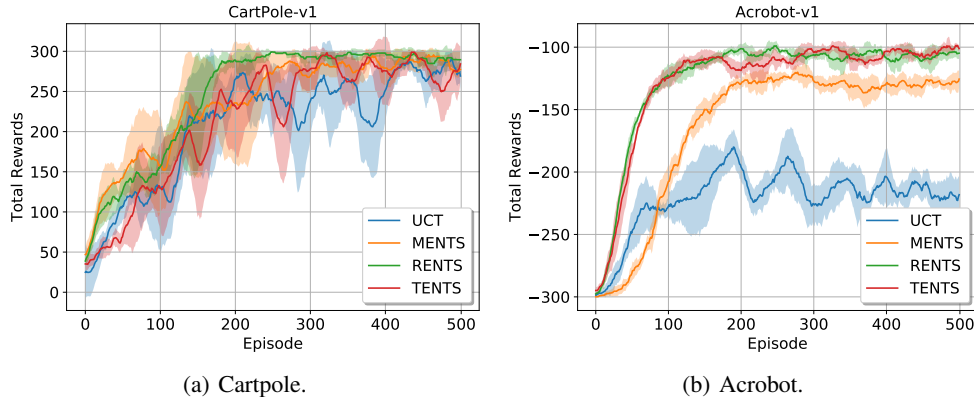 CartPole-v1
Total Rewards
300
250
200
150
100
50
0
UCT
MENTS
RENTS
TENTS
0 100 200 300 400 500
Episode
(a) Cartpole.
Acrobot-v1
Total Rewards
−100
−150
−200
−250
−300
UCT
MENTS
RENTS
TENTS
0 100 200 300 400 500
Episode
(b) Acrobot.